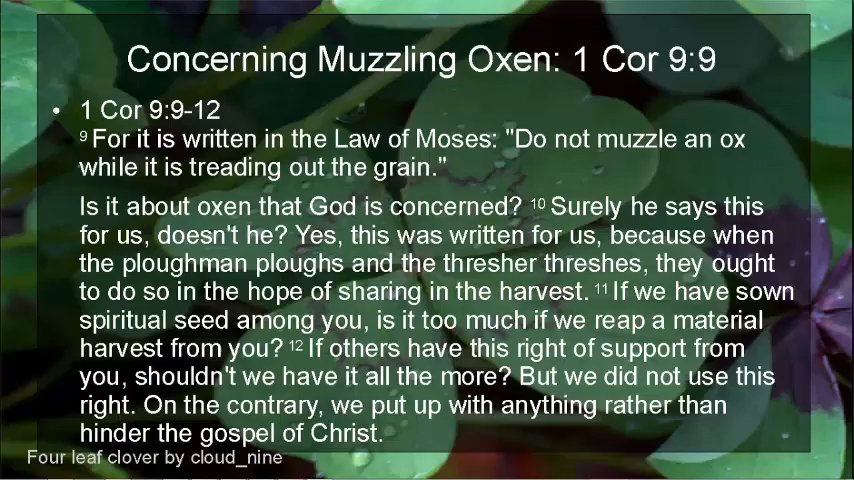 Concerning Muzzling Oxen: 1 Cor 9:9
• 1 Cor 9:9-12
⁹ For it is written in the Law of Moses: "Do not muzzle an ox
while it is treading out the grain."
Is it about oxen that God is concerned? ¹⁰ Surely he says this
for us, doesn't he? Yes, this was written for us, because when
the ploughman ploughs and the thresher threshes, they ought
to do so in the hope of sharing in the harvest. ¹¹ If we have sown
spiritual seed among you, is it too much if we reap a material
harvest from you? ¹² If others have this right of support from
you, shouldn't we have it all the more? But we did not use this
right. On the contrary, we put up with anything rather than
hinder the gospel of Christ.
Four leaf clover by cloud_nine